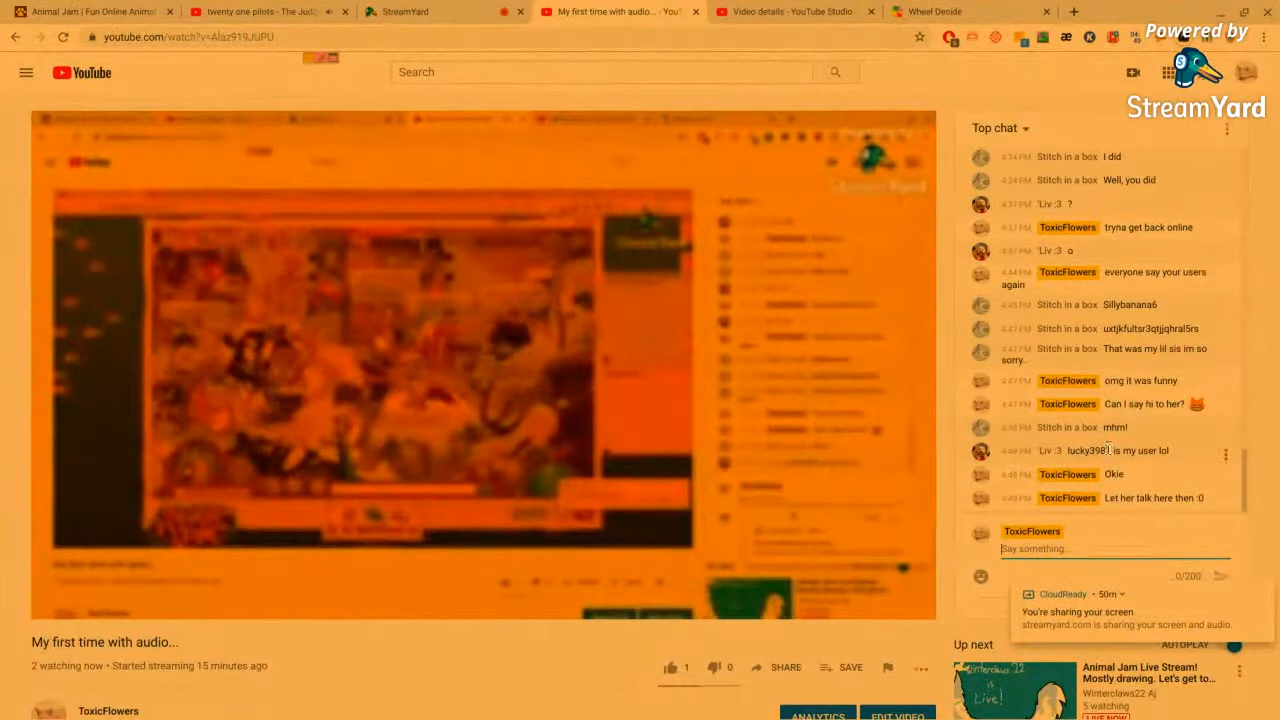 Animal Jam | Fun Online Animal
twenty one pilots - The Jud
StreamYard
My first time with audio... - You
Video details - YouTube Studio
Wheel Decide
youtube.com/watch?v=Alaz919JUPU
Powered by
StreamYard
YouTube
Search
Top chat
4:34 PM Stitch in a box I did
4:34 PM Stitch in a box Well, you did
4:37 PM 'Liv :3 ?
4:37 PM ToxicFlowers tryna get back online
4:37 PM 'Liv :3 o
4:44 PM ToxicFlowers everyone say your users
again
4:45 PM Stitch in a box Sillybanana6
4:47 PM Stitch in a box uxtjkfultsr3qtjjqhral5rs
4:47 PM Stitch in a box That was my lil sis im so
sorry..
4:47 PM ToxicFlowers omg it was funny
4:47 PM ToxicFlowers Can I say hi to her?
4:48 PM Stitch in a box mhm!
4:49 PM 'Liv :3 is my user lol
4:49 PM ToxicFlowers Okie
4:49 PM ToxicFlowers Let her talk here then :0
ToxicFlowers
Say something...
0/200
CloudReady • 50m
You're sharing your screen
streamyard.com is sharing your screen and audio.
My first time with audio...
2 watching now • Started streaming 15 minutes ago
1
0
SHARE
SAVE
Up next
AUTOPLAY
Animal Jam Live Stream!
Mostly drawing. Let's get to...
Winterclaws22 Aj
5 watching
LIVE NOW
Winterclaws 22
is
Live!
ToxicFlowers
ANALYTICS
EDIT VIDEO